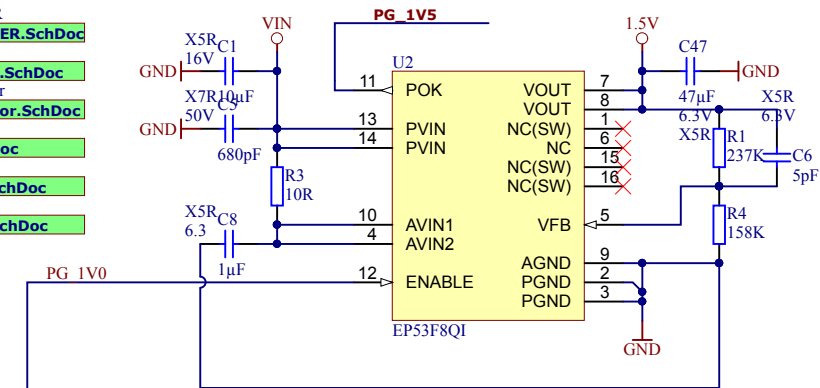 R
ER.SchDoc
.SchDoc
r
or.SchDoc
oc
chDoc
SchDoc
VIN
PG_1V5
1.5V
X5R C1
16V
GND
10µF
X7R C5
50V
GND
680pF
R3
10R
X5R C8
6.3
1µF
PG_1V0
U2
11 POK
13 PVIN
14 PVIN
10 AVIN1
4 AVIN2
12 ENABLE
VOUT 7
VOUT 8
NC(SW) 1
NC 6
NC(SW) 15
NC(SW) 16
VFB 5
AGND 9
PGND 2
PGND 3
EP53F8QI
C47
GND
47µF
6.3V
X5R
R1
237K
X5R
6.3V
C6
5pF
R4
158K
GND